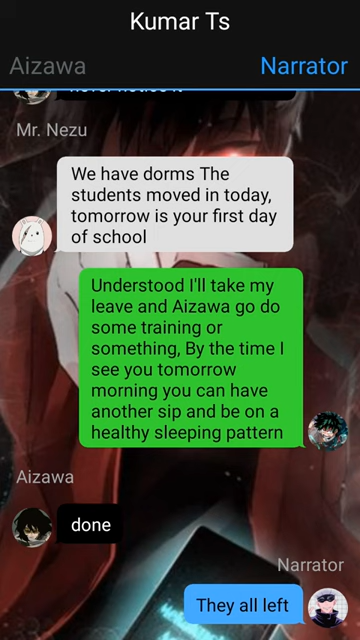 Kumar Ts
Aizawa Narrator
Mr. Nezu
We have dorms The
students moved in today,
tomorrow is your first day
of school
Understood I'll take my
leave and Aizawa go do
some training or
something, By the time I
see you tomorrow
morning you can have
another sip and be on a
healthy sleeping pattern
Aizawa
done
Narrator
They all left